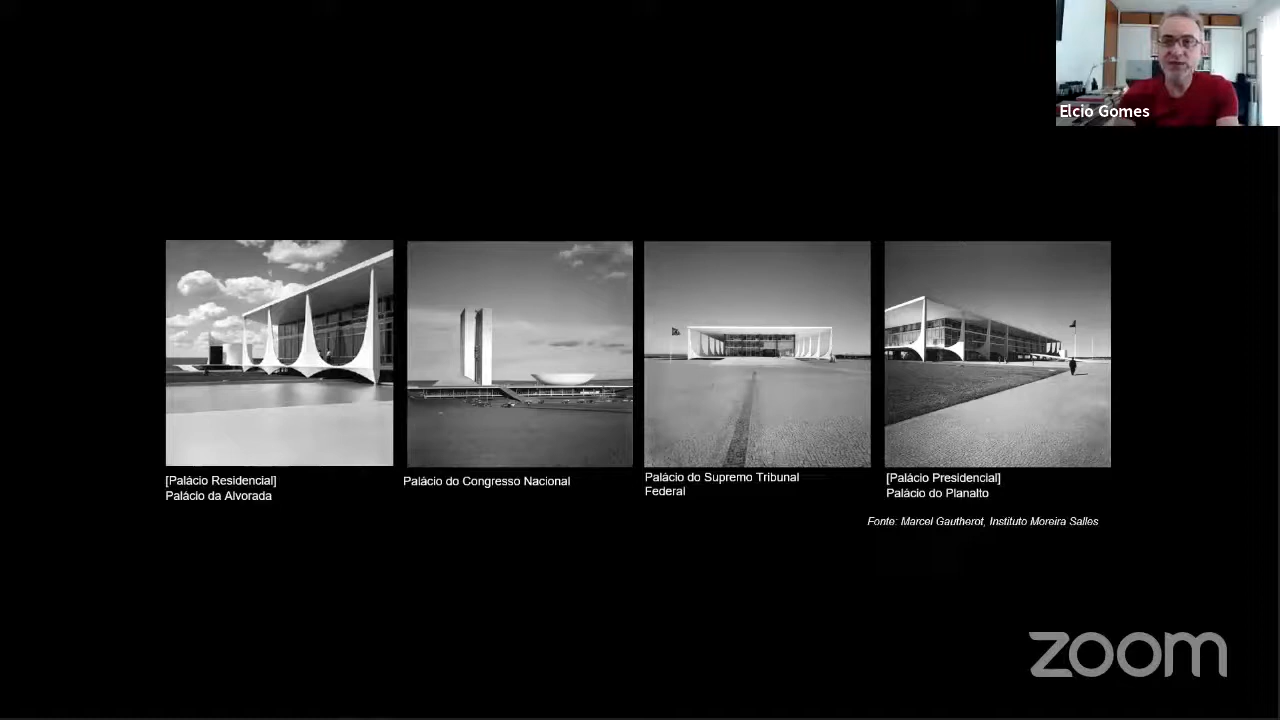 Elcio Gomes
[Palácio Residencial]
Palácio da Alvorada
Palácio do Congresso Nacional
Palácio do Supremo Tribunal
Federal
[Palácio Presidencial]
Palácio do Planalto
Fonte: Marcel Gautherot, Instituto Moreira Salles
zoom